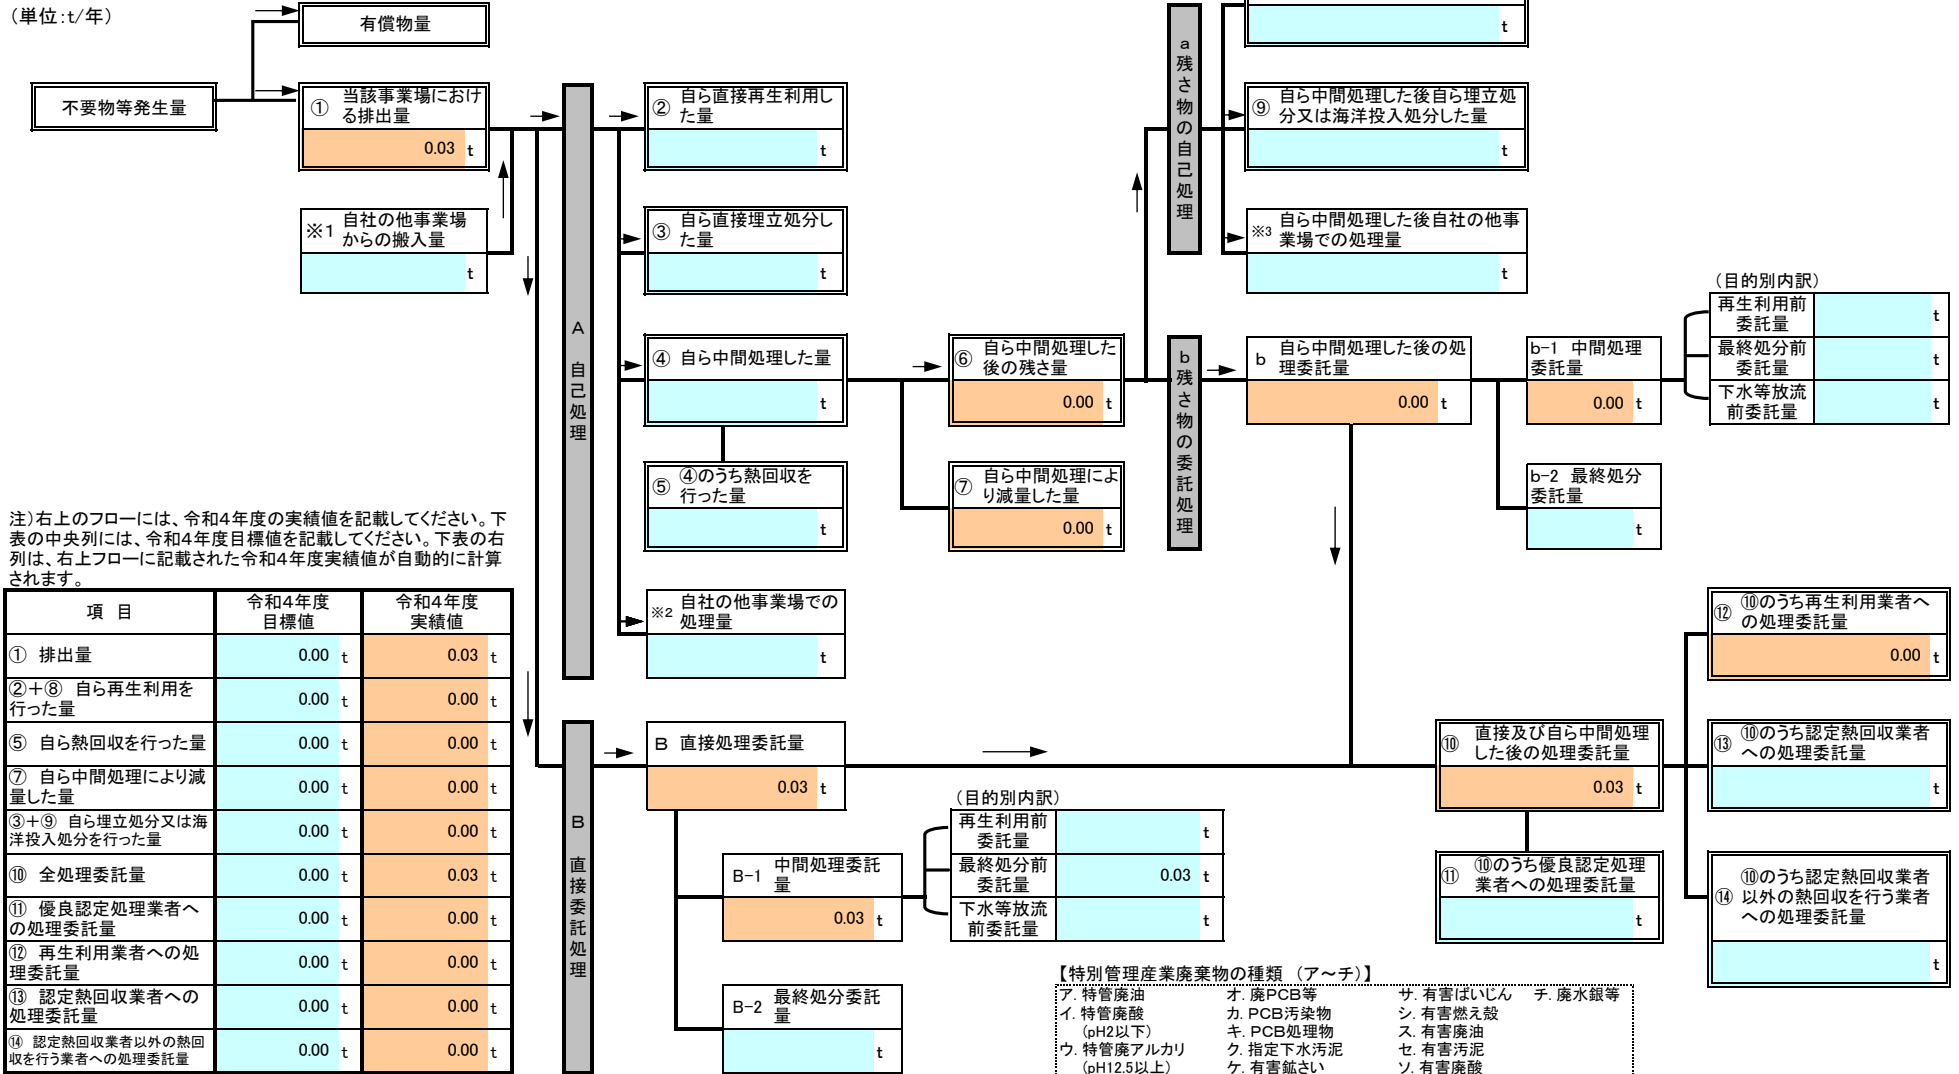 (単位:t/年)
有償物量
不要物等発生量
① 当該事業場におけ
る排出量
0.03 t
※1 自社の他事業場
からの搬入量
t
A 自己処理
② 自ら直接再生利用し
た量
t
③ 自ら直接埋立処分し
た量
t
④ 自ら中間処理した量
t
⑤ ④のうち熱回収を
行った量
t
※2 自社の他事業場での
処理量
t
⑥ 自ら中間処理した
後の残さ量
0.00 t
⑦ 自ら中間処理によ
り減量した量
0.00 t
a残さ物の自己処理
t
⑨ 自ら中間処理した後自ら埋立処
分又は海洋投入処分した量
t
※3 自ら中間処理した後自社の他事
業場での処理量
t
b残さ物の委託処理
b 自ら中間処理した後の処
理委託量
0.00 t
b-1 中間処理
委託量
0.00 t
b-2 最終処分
委託量
t
(目的別内訳)
再生利用前
委託量
t
最終処分前
委託量
t
下水等放流
前委託量
t
注)右上のフローには、令和4年度の実績値を記載してください。下
表の中央列には、令和4年度目標値を記載してください。下表の右
列は、右上フローに記載された令和4年度実績値が自動的に計算
されます。
項 目 令和4年度
目標値 令和4年度
実績値
① 排出量 0.00 t 0.03 t
②+⑧ 自ら再生利用を
行った量 0.00 t 0.00 t
⑤ 自ら熱回収を行った量 0.00 t 0.00 t
⑦ 自ら中間処理により減
量した量 0.00 t 0.00 t
③+⑨ 自ら埋立処分又は海
洋投入処分を行った量 0.00 t 0.00 t
⑩ 全処理委託量 0.00 t 0.03 t
⑪ 優良認定処理業者へ
の処理委託量 0.00 t 0.00 t
⑫ 再生利用業者への処
理委託量 0.00 t 0.00 t
⑬ 認定熱回収業者への
処理委託量 0.00 t 0.00 t
⑭ 認定熱回収業者以外の熱回
収を行う業者への処理委託量 0.00 t 0.00 t
B 直接委託処理
B 直接処理委託量
0.03 t
B-1 中間処理委託
量
0.03 t
B-2 最終処分委託
量
t
(目的別内訳)
再生利用前
委託量
t
最終処分前
委託量
0.03 t
下水等放流
前委託量
t
⑩ 直接及び自ら中間処理
した後の処理委託量
0.03 t
⑪ ⑩のうち優良認定処理
業者への処理委託量
t
⑫ ⑩のうち再生利用業者へ
の処理委託量
0.00 t
⑬ ⑩のうち認定熱回収業者
への処理委託量
t
⑭ ⑩のうち認定熱回収業者
以外の熱回収を行う業者
への処理委託量
t
【特別管理産業廃棄物の種類 (ア~チ)】
ア. 特管廃油 オ. 廃PCB等 サ. 有害ばいじん チ. 廃水銀等
イ. 特管廃酸 カ. PCB汚染物 シ. 有害燃え殻
(pH2以下) キ. PCB処理物 ス. 有害廃油
ウ. 特管廃アルカリ ク. 指定下水汚泥 セ. 有害汚泥
(pH12.5以上) ケ. 有害鉱さい ソ. 有害廃酸